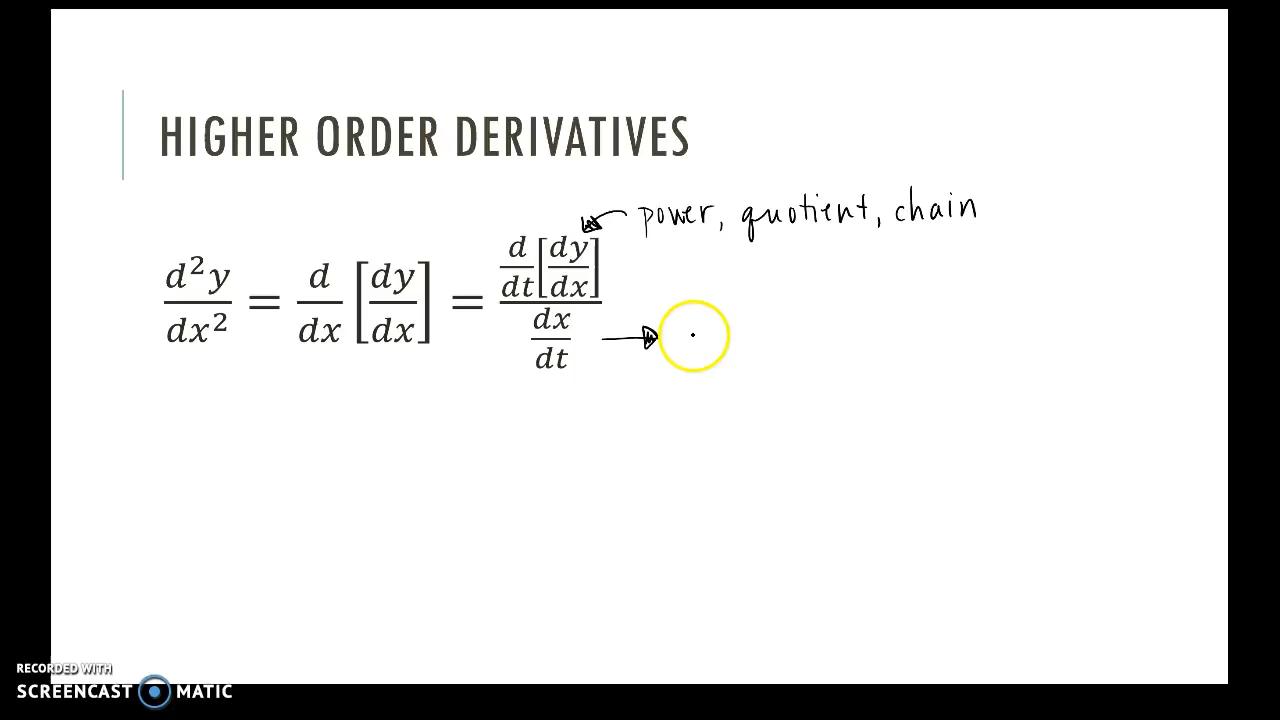 HIGHER ORDER DERIVATIVES
power, quotient, chain
d²y/dx² = d/dx [dy/dx] = d/dt[dy/dx] / dx/dt
RECORDED WITH
SCREENCAST MATIC